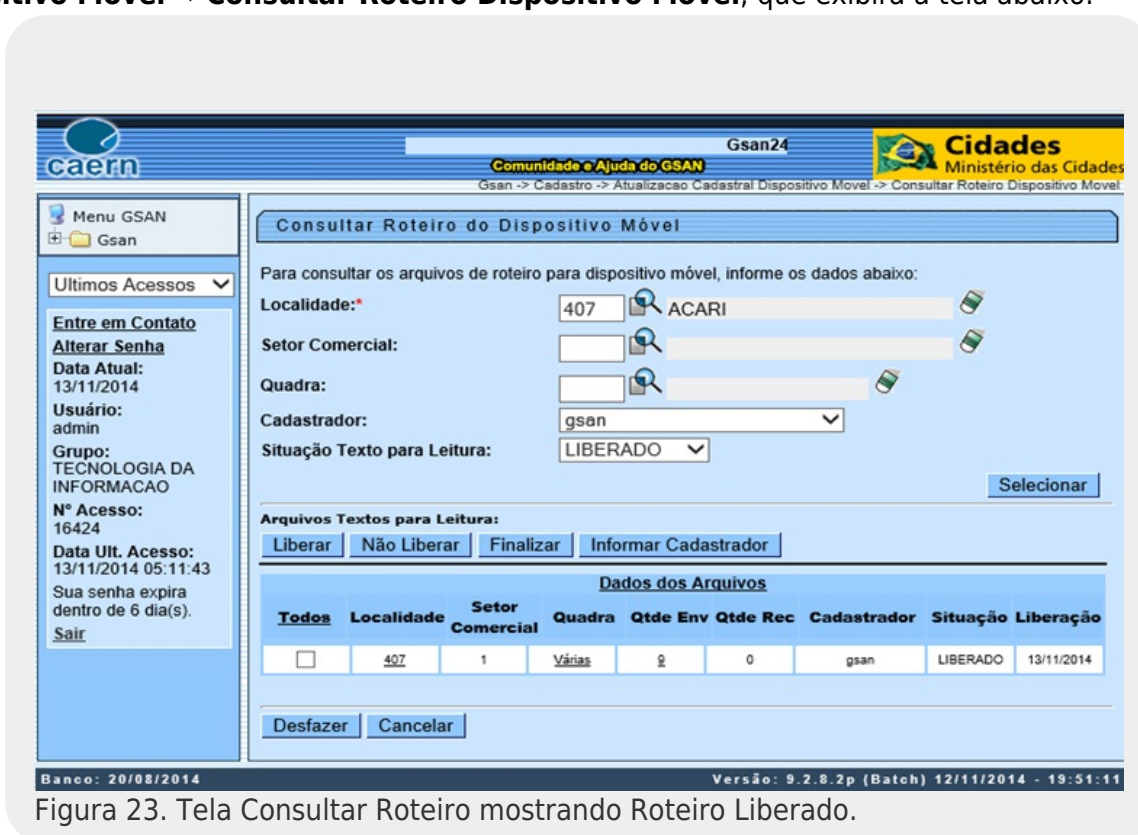 sitivo Móvel -> Consultar Roteiro Dispositivo Móvel, que exibirá a tela abaixo:
caern
Gsan24
Comunidade e Ajuda do GSAN
Cidades
Ministério das Cidades
Gsan -> Cadastro -> Atualizacao Cadastral Dispositivo Movel -> Consultar Roteiro Dispositivo Movel
Menu GSAN
Gsan
Ultimos Acessos
Entre em Contato
Alterar Senha
Data Atual:
13/11/2014
Usuário:
admin
Grupo:
TECNOLOGIA DA
INFORMACAO
Nº Acesso:
16424
Data Ult. Acesso:
13/11/2014 05:11:43
Sua senha expira
dentro de 6 dia(s).
Sair
Consultar Roteiro do Dispositivo Móvel
Para consultar os arquivos de roteiro para dispositivo móvel, informe os dados abaixo:
Localidade:* 407 ACARI
Setor Comercial:
Quadra:
Cadastrador: gsan
Situação Texto para Leitura: LIBERADO
Selecionar
Arquivos Textos para Leitura:
Liberar Não Liberar Finalizar Informar Cadastrador
Dados dos Arquivos
Todos Localidade Setor Comercial Quadra Qtde Env Qtde Rec Cadastrador Situação Liberação
407 1 Várias 9 0 gsan LIBERADO 13/11/2014
Desfazer Cancelar
Banco: 20/08/2014 Versão: 9.2.8.2p (Batch) 12/11/2014 - 19:51:11
Figura 23. Tela Consultar Roteiro mostrando Roteiro Liberado.